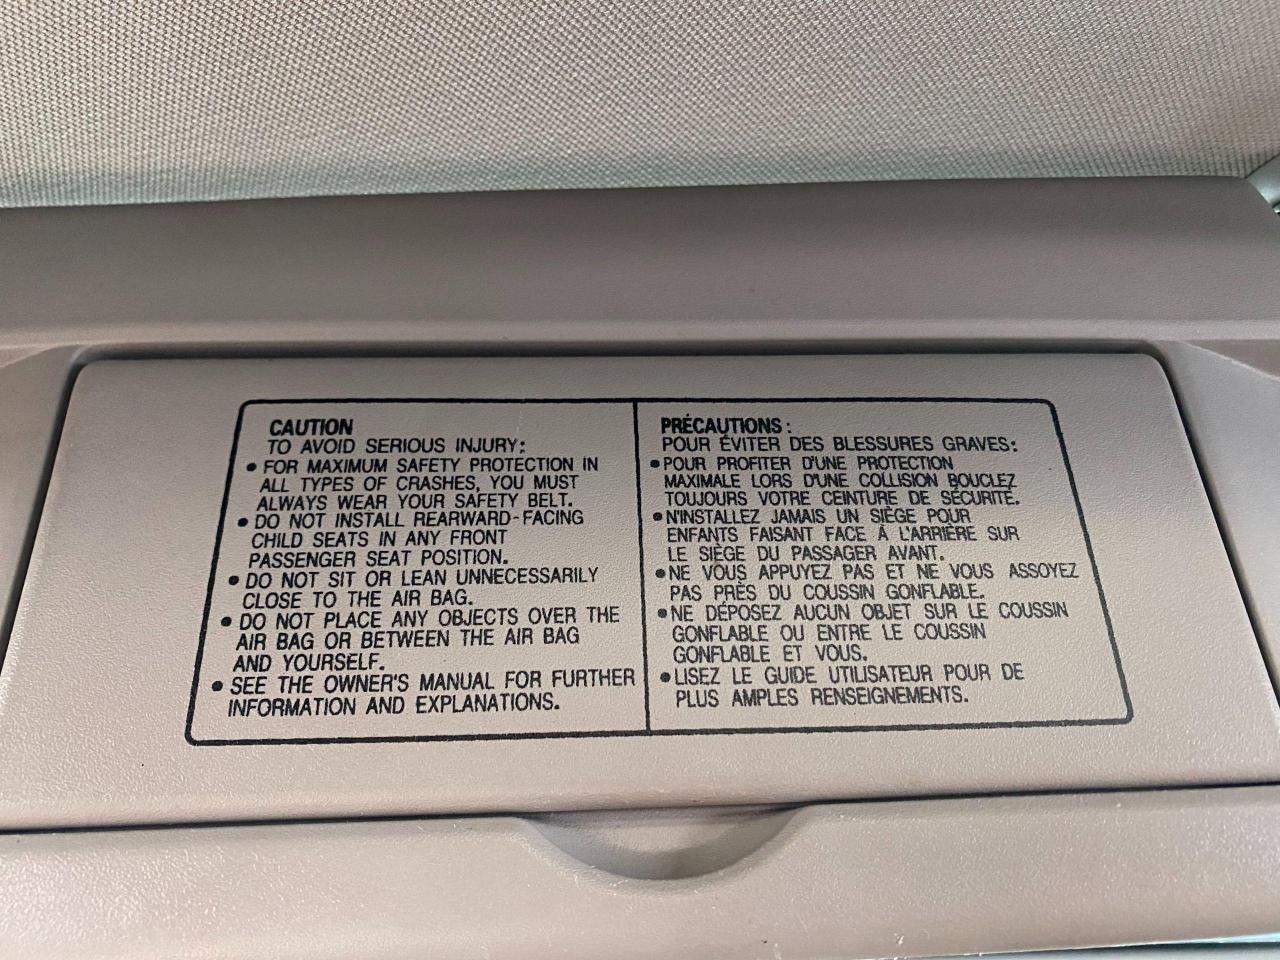 CAUTION
TO AVOID SERIOUS INJURY:
• FOR MAXIMUM SAFETY PROTECTION IN
ALL TYPES OF CRASHES, YOU MUST
ALWAYS WEAR YOUR SAFETY BELT.
• DO NOT INSTALL REARWARD-FACING
CHILD SEATS IN ANY FRONT
PASSENGER SEAT POSITION.
• DO NOT SIT OR LEAN UNNECESSARILY
CLOSE TO THE AIR BAG.
• DO NOT PLACE ANY OBJECTS OVER THE
AIR BAG OR BETWEEN THE AIR BAG
AND YOURSELF.
• SEE THE OWNER'S MANUAL FOR FURTHER
INFORMATION AND EXPLANATIONS.
PRÉCAUTIONS:
POUR ÉVITER DES BLESSURES GRAVES:
• POUR PROFITER D'UNE PROTECTION
MAXIMALE LORS D'UNE COLLISION BOUCLEZ
TOUJOURS VOTRE CEINTURE DE SÉCURITÉ.
• N'INSTALLEZ JAMAIS UN SIÈGE POUR
ENFANTS FAISANT FACE À L'ARRIÈRE SUR
LE SIÈGE DU PASSAGER AVANT.
• NE VOUS APPUYEZ PAS ET NE VOUS ASSOYEZ
PAS PRÈS DU COUSSIN GONFLABLE.
• NE DÉPOSEZ AUCUN OBJET SUR LE COUSSIN
GONFLABLE OU ENTRE LE COUSSIN
GONFLABLE ET VOUS.
• LISEZ LE GUIDE UTILISATEUR POUR DE
PLUS AMPLES RENSEIGNEMENTS.